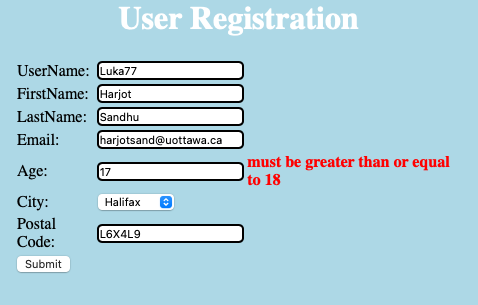 User Registration
UserName: Luka77
FirstName: Harjot
LastName: Sandhu
Email: harjotsand@uottawa.ca
Age: 17 must be greater than or equal
to 18
City: Halifax
Postal
Code: L6X4L9
Submit